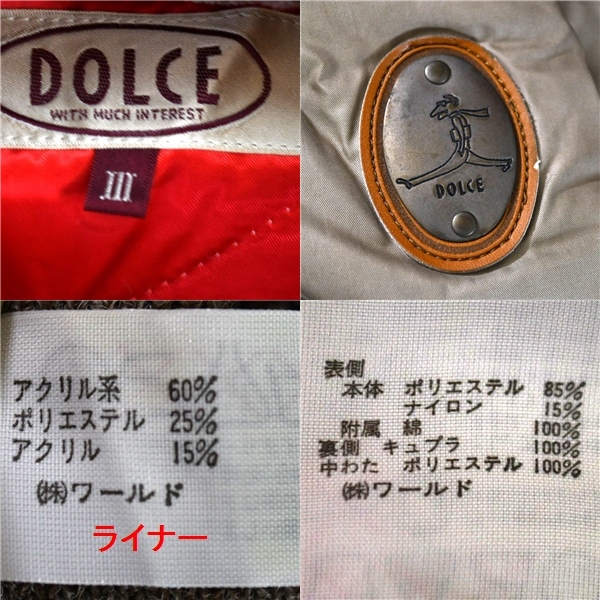 DOLCE
WITH MUCH INTEREST
III
DOLCE
アクリル系 60%
ポリエステル 25%
アクリル 15%
㈱ワールド
ライナー
表側
本体 ポリエステル 85%
ナイロン 15%
附属 綿 100%
裏側 キュプラ 100%
中わた ポリエステル 100%
㈱ワールド